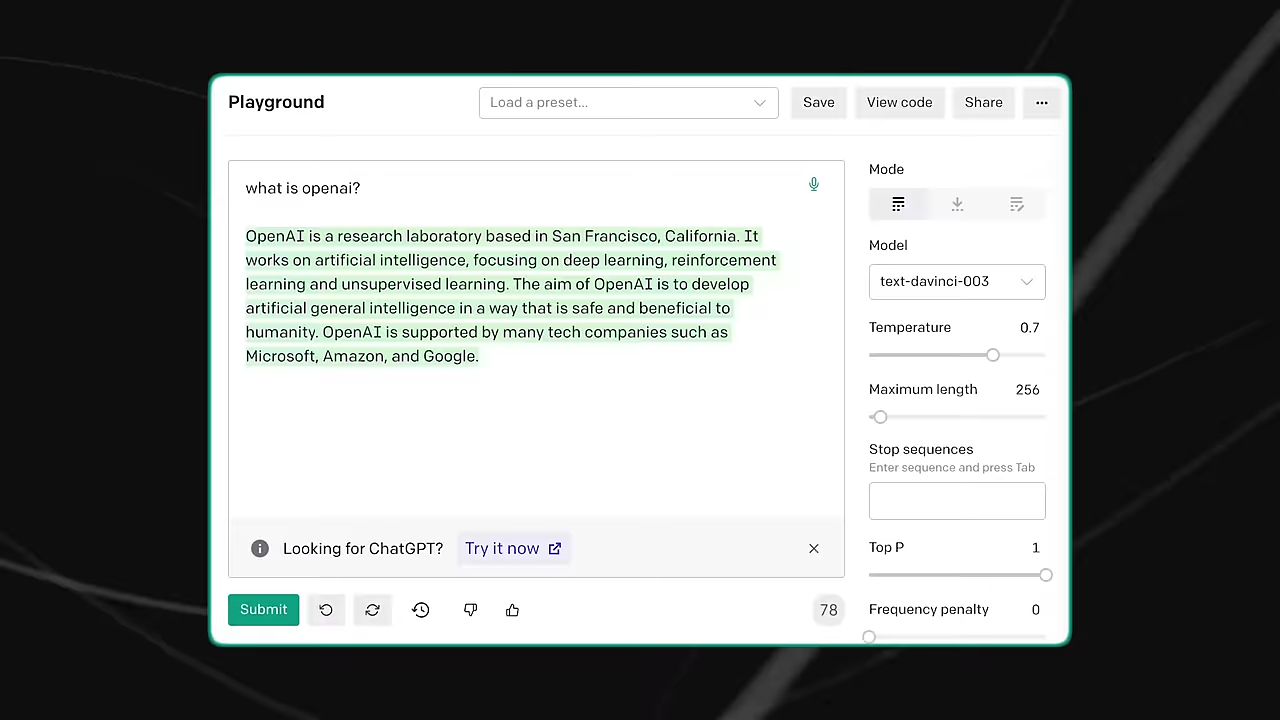 Playground
Load a preset...
Save
View code
Share
...
what is openai?
OpenAI is a research laboratory based in San Francisco, California. It
works on artificial intelligence, focusing on deep learning, reinforcement
learning and unsupervised learning. The aim of OpenAI is to develop
artificial general intelligence in a way that is safe and beneficial to
humanity. OpenAI is supported by many tech companies such as
Microsoft, Amazon, and Google.
Looking for ChatGPT?
Try it now
Submit
78
Mode
Model
text-davinci-003
Temperature 0.7
Maximum length 256
Stop sequences
Enter sequence and press Tab
Top P 1
Frequency penalty 0